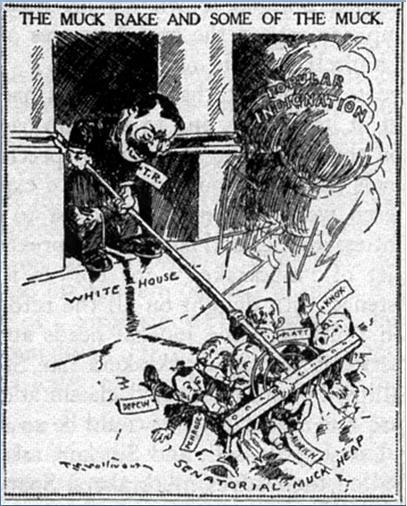 THE MUCK RAKE AND SOME OF THE MUCK.
POPULAR
INDIGNATION
T.R.
WHITE HOUSE
KNOX
PLATT
DEPEW
ALDRICH
SENATORIAL MUCK HEAP